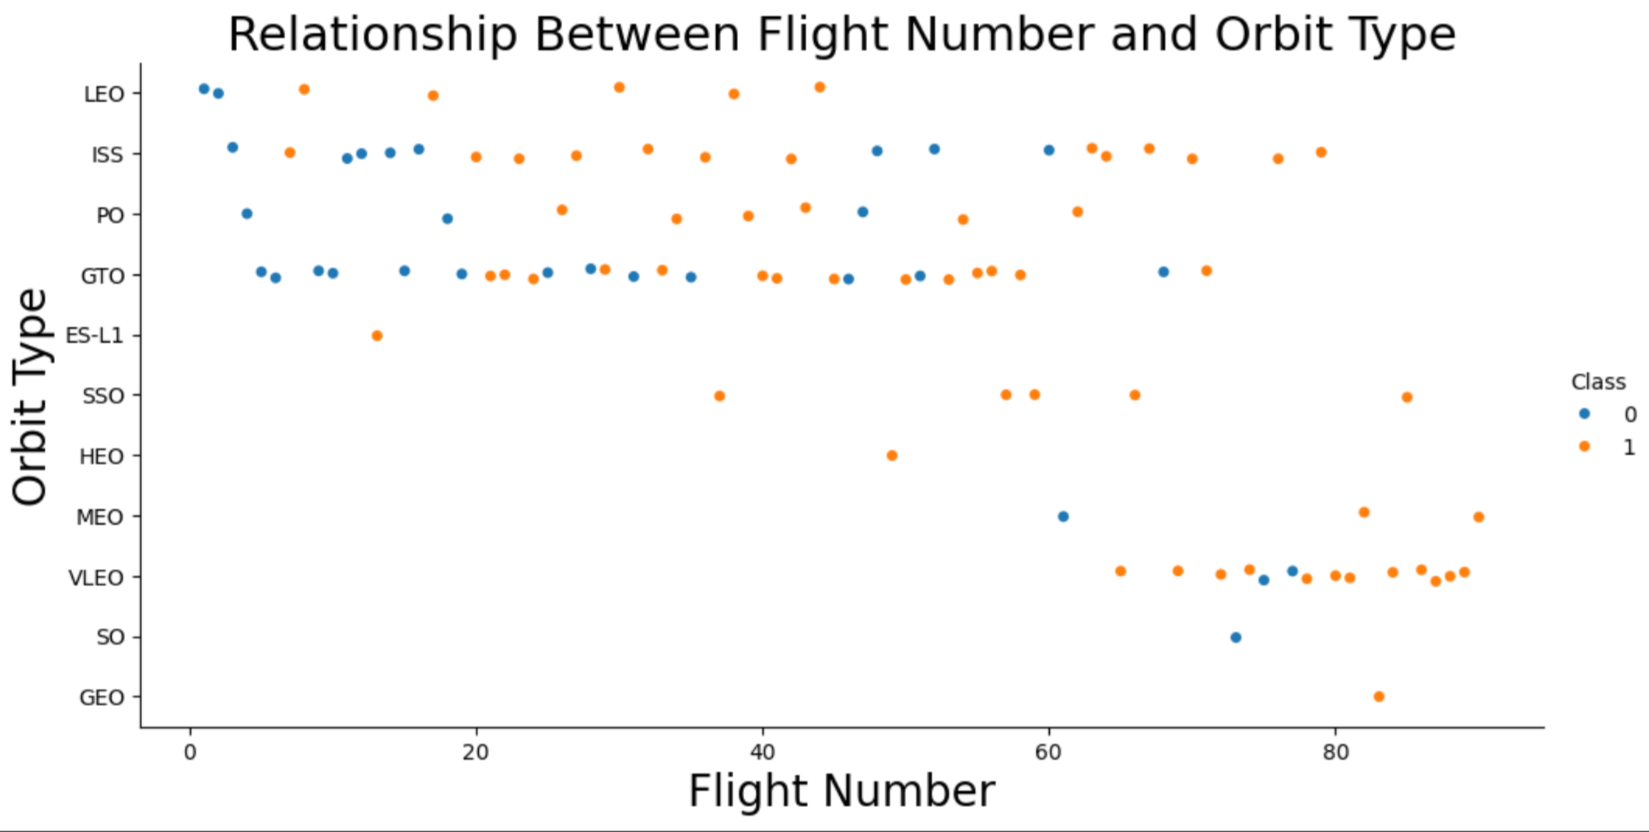 Relationship Between Flight Number and Orbit Type
LEO
ISS
PO
GTO
ES-L1
SSO
HEO
MEO
VLEO
SO
GEO
Orbit Type
0 20 40 60 80
Flight Number
Class
0
1